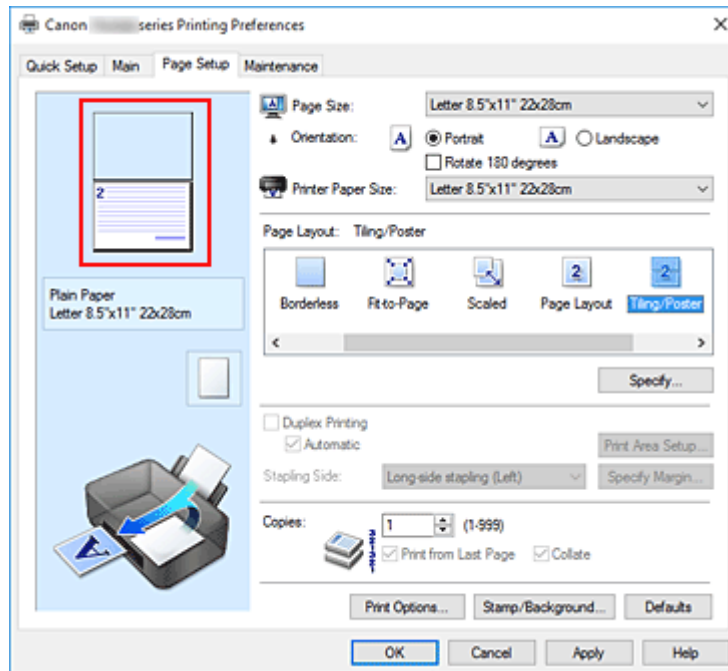 Canon series Printing Preferences
Quick Setup Main Page Setup Maintenance
2
Plain Paper
Letter 8.5"x11" 22x28cm
A
Page Size: Letter 8.5"x11" 22x28cm
Orientation: A Portrait A Landscape
Rotate 180 degrees
Printer Paper Size: Letter 8.5"x11" 22x28cm
Page Layout: Tiling/Poster
2 2
Borderless Fit-to-Page Scaled Page Layout Tiling/Poster
Specify...
Duplex Printing
Automatic Print Area Setup...
Stapling Side: Long-side stapling (Left) Specify Margin...
Copies: 1 (1-999)
Print from Last Page Collate
Print Options... Stamp/Background... Defaults
OK Cancel Apply Help